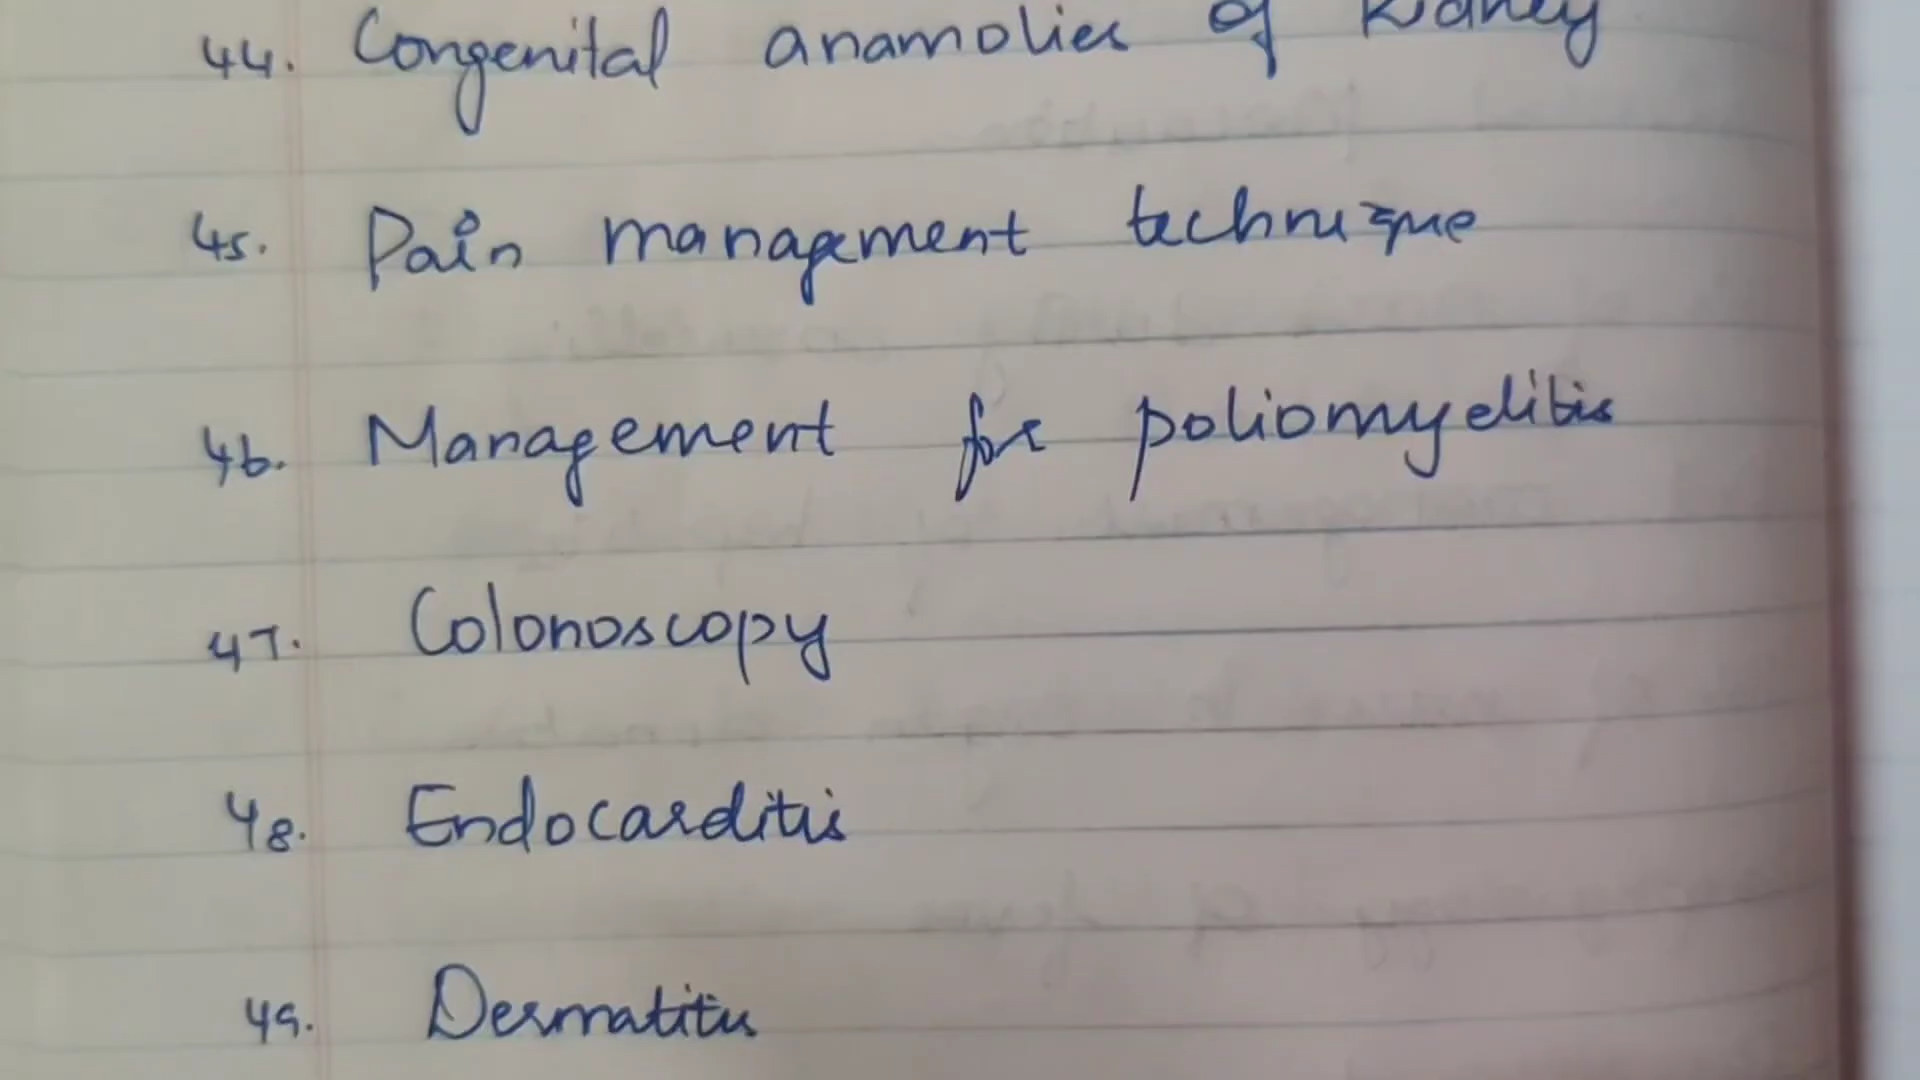 44. Congenital anamolies of kidney
45. Pain management technique
46. Management for poliomyelitis
47. Colonoscopy
48. Endocarditis
49. Dermatitis